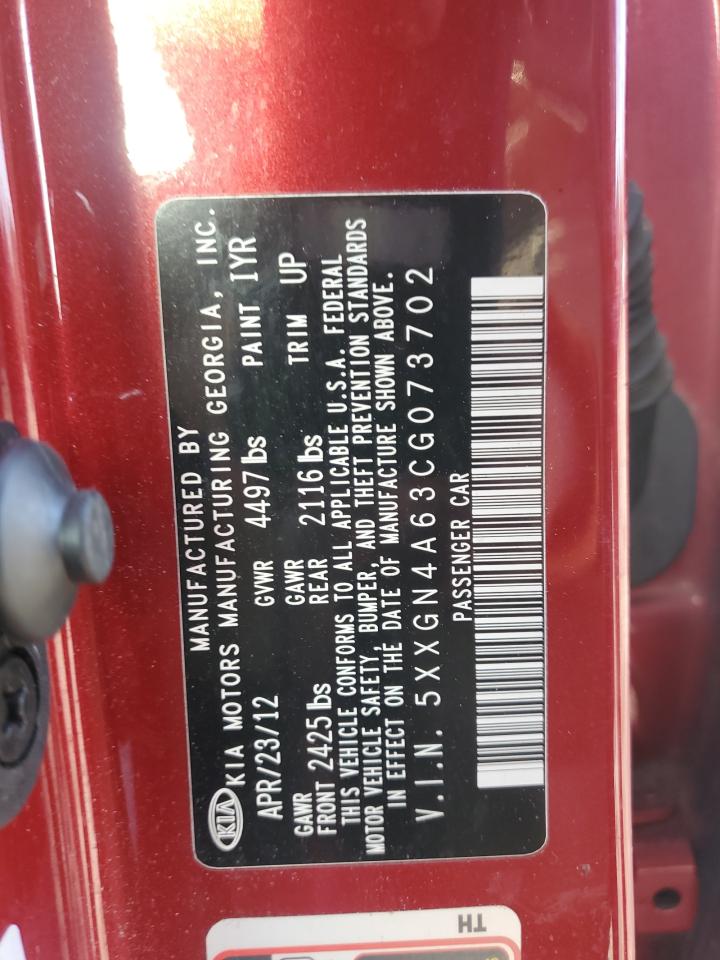 MANUFACTURED BY
KIA KIA MOTORS MANUFACTURING GEORGIA, INC.
APR/23/12 GVWR 4497 lbs PAINT IYR
GAWR GAWR
FRONT 2425 lbs REAR 2116 lbs TRIM UP
THIS VEHICLE CONFORMS TO ALL APPLICABLE U.S.A. FEDERAL
MOTOR VEHICLE SAFETY, BUMPER, AND THEFT PREVENTION STANDARDS
IN EFFECT ON THE DATE OF MANUFACTURE SHOWN ABOVE.
V.I.N. 5XXGN4A63CG073702
PASSENGER CAR
TH